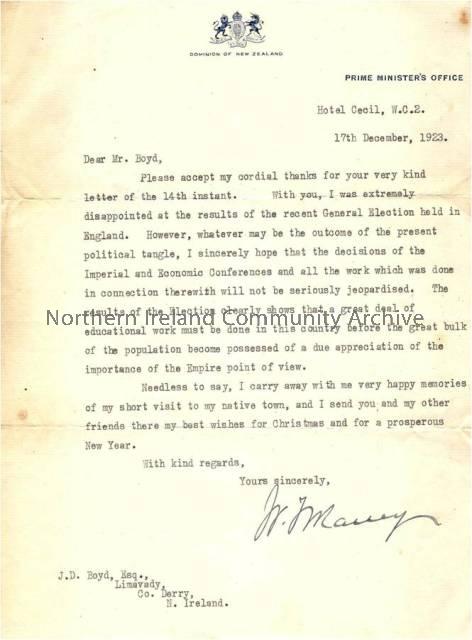 DOMINION OF NEW ZEALAND
PRIME MINISTER'S OFFICE
Hotel Cecil, W.C.2.
17th December, 1923.
Dear Mr. Boyd,
Please accept my cordial thanks for your very kind
letter of the 14th instant. With you, I was extremely
disappointed at the results of the recent General Election held in
England. However, whatever may be the outcome of the present
political tangle, I sincerely hope that the decisions of the
Imperial and Economic Conferences and all the work which was done
in connection therewith will not be seriously jeopardised. The
results of the Election clearly shows that a great deal of
Northern Ireland Community Archive
educational work must be done in this country before the great bulk
of the population become possessed of a due appreciation of the
importance of the Empire point of view.
Needless to say, I carry away with me very happy memories
of my short visit to my native town, and I send you and my other
friends there my best wishes for Christmas and for a prosperous
New Year.
With kind regards,
Yours sincerely,
W. F. Massey
J.D. Boyd, Esq.,
Limavady,
Co. Derry,
N. Ireland.